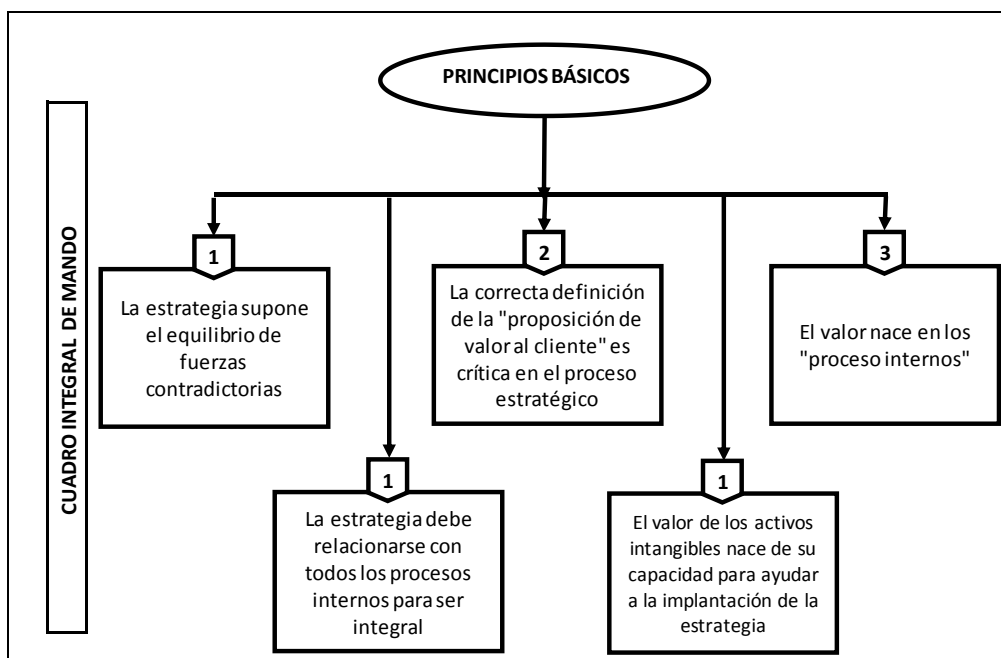 PRINCIPIOS BÁSICOS
CUADRO INTEGRAL DE MANDO
1
La estrategia supone
el equilibrio de
fuerzas
contradictorias
2
La correcta definición
de la "proposición de
valor al cliente" es
crítica en el proceso
estratégico
3
El valor nace en los
"proceso internos"
1
La estrategia debe
relacionarse con
todos los procesos
internos para ser
integral
1
El valor de los activos
intangibles nace de su
capacidad para ayudar
a la implantación de la
estrategia